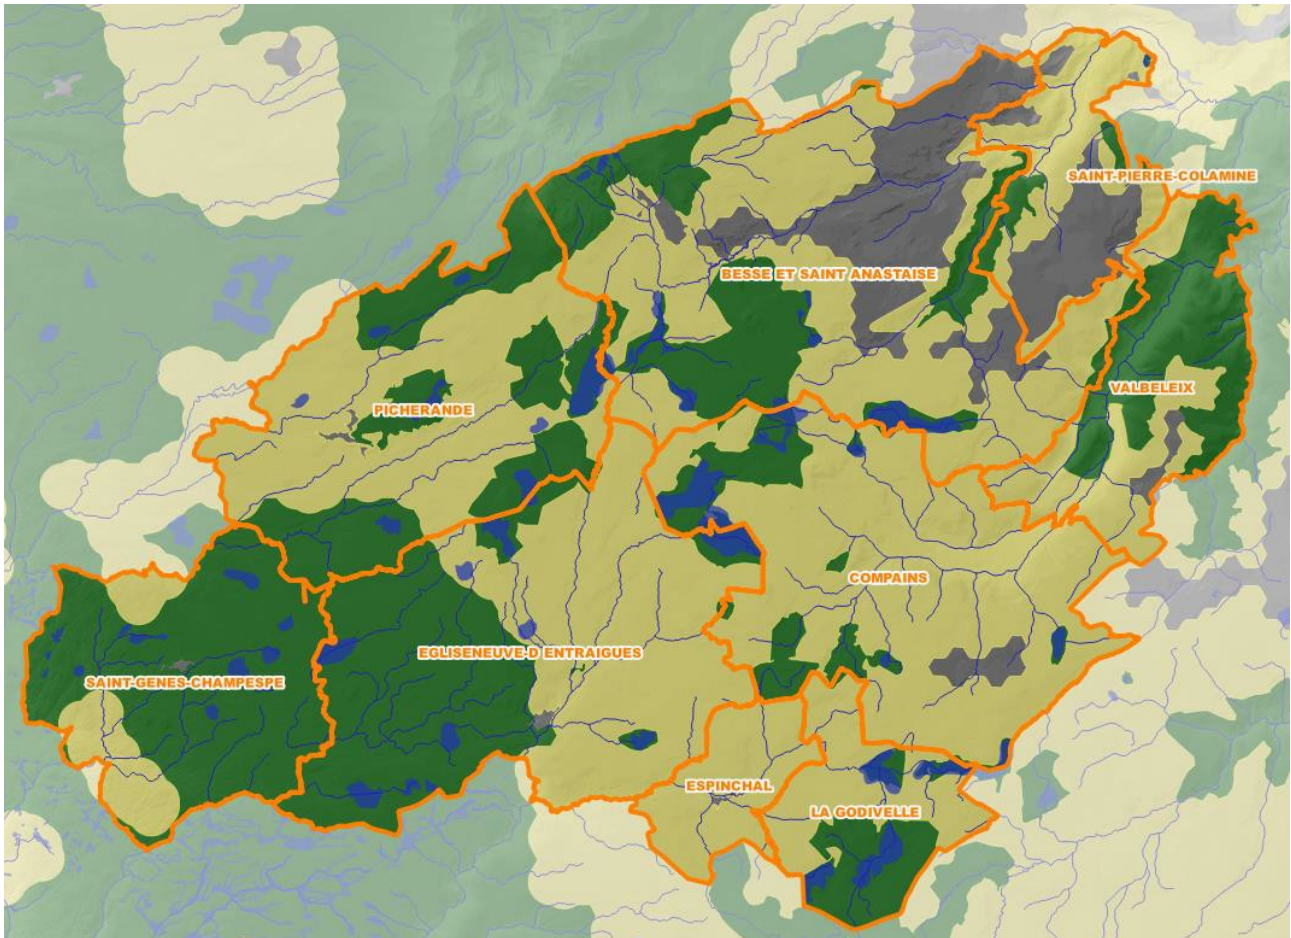 SAINT-PIERRE-COLAMINE
BESSE ET SAINT ANASTAISE
VALBELEIX
PICHERANDE
COMPAINS
EGLISENEUVE-D ENTRAIGUES
SAINT-GENES-CHAMPESPE
ESPINCHAL
LA GODIVELLE